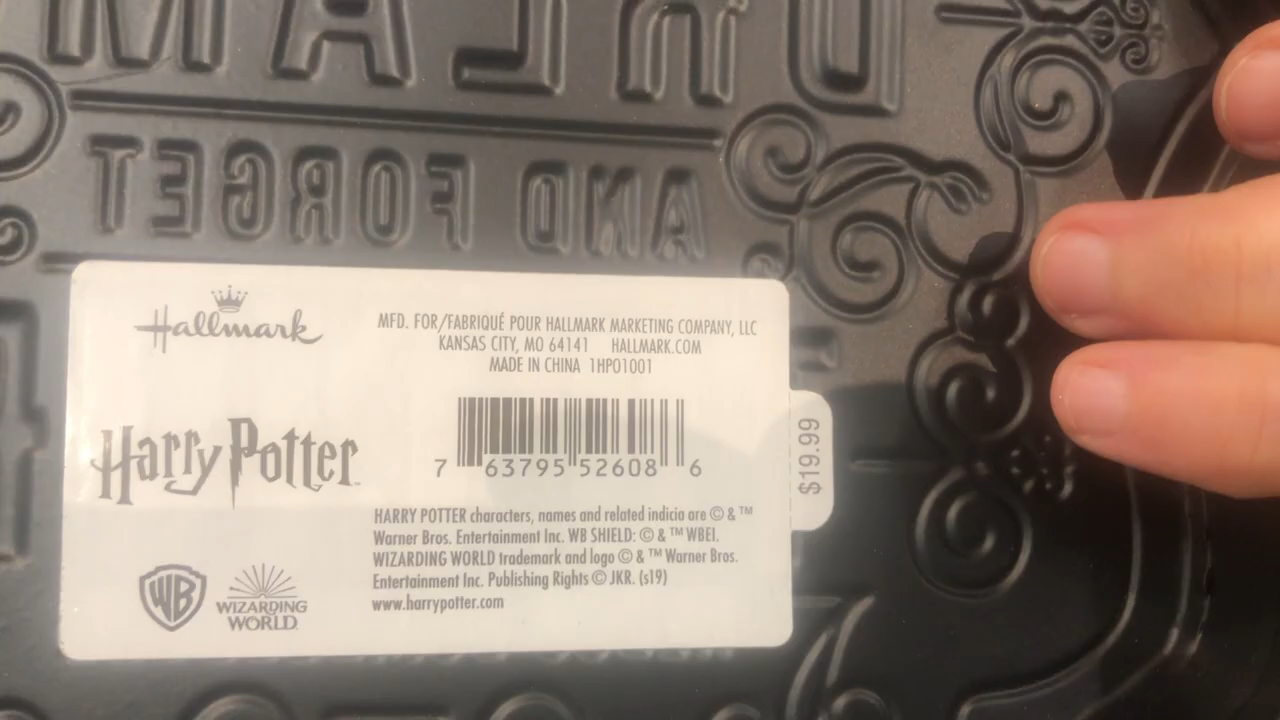 AND FORGET
Hallmark
MFD. FOR/FABRIQUÉ POUR HALLMARK MARKETING COMPANY, LLC
KANSAS CITY, MO 64141 HALLMARK.COM
MADE IN CHINA 1HPO1001
7 63795 52608 6
$19.99
Harry Potter
HARRY POTTER characters, names and related indicia are © & ™
Warner Bros. Entertainment Inc. WB SHIELD: © & ™ WBEI.
WIZARDING WORLD trademark and logo © & ™ Warner Bros.
Entertainment Inc. Publishing Rights © JKR. (s19)
www.harrypotter.com
WB
WIZARDING
WORLD